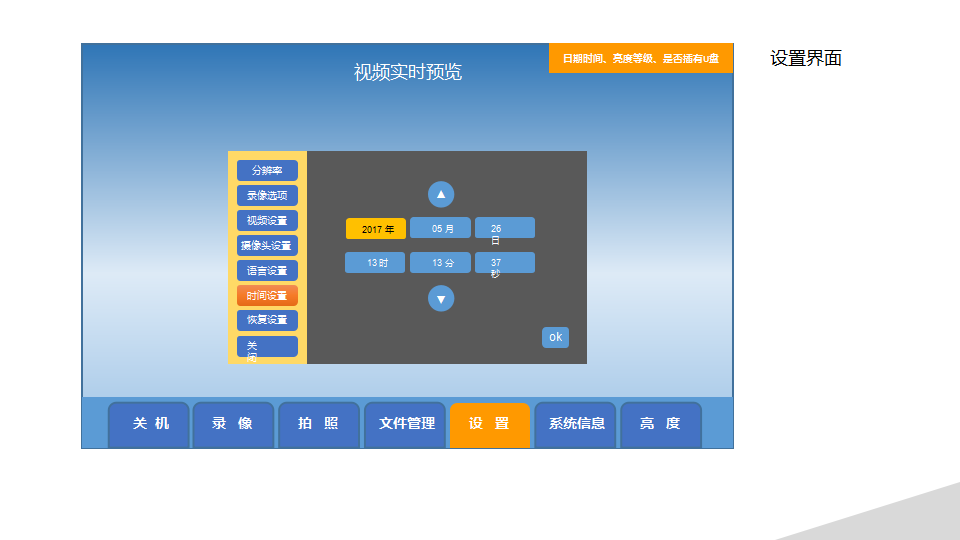 日期时间、亮度等级、是否插有U盘
设置界面
视频实时预览
分辨率
录像选项
视频设置
摄像头设置
语言设置
时间设置
恢复设置
关
闭
▲
2017 年
05 月
26
日
13 时
13 分
37
秒
▼
ok
关 机
录 像
拍 照
文件管理
设 置
系统信息
亮 度